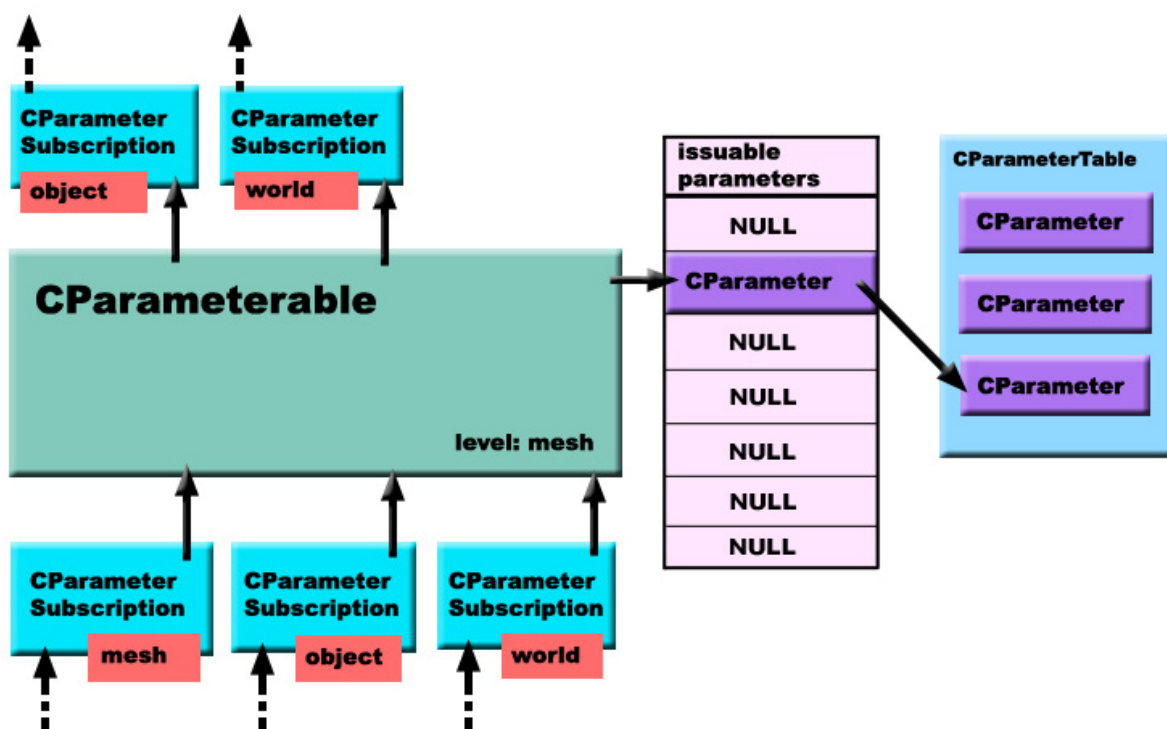 CParameter
Subscription
object
CParameter
Subscription
world
CParameterable
level: mesh
CParameter
Subscription
mesh
CParameter
Subscription
object
CParameter
Subscription
world
issuable
parameters
NULL
CParameter
NULL
NULL
NULL
NULL
NULL
CParameterTable
CParameter
CParameter
CParameter